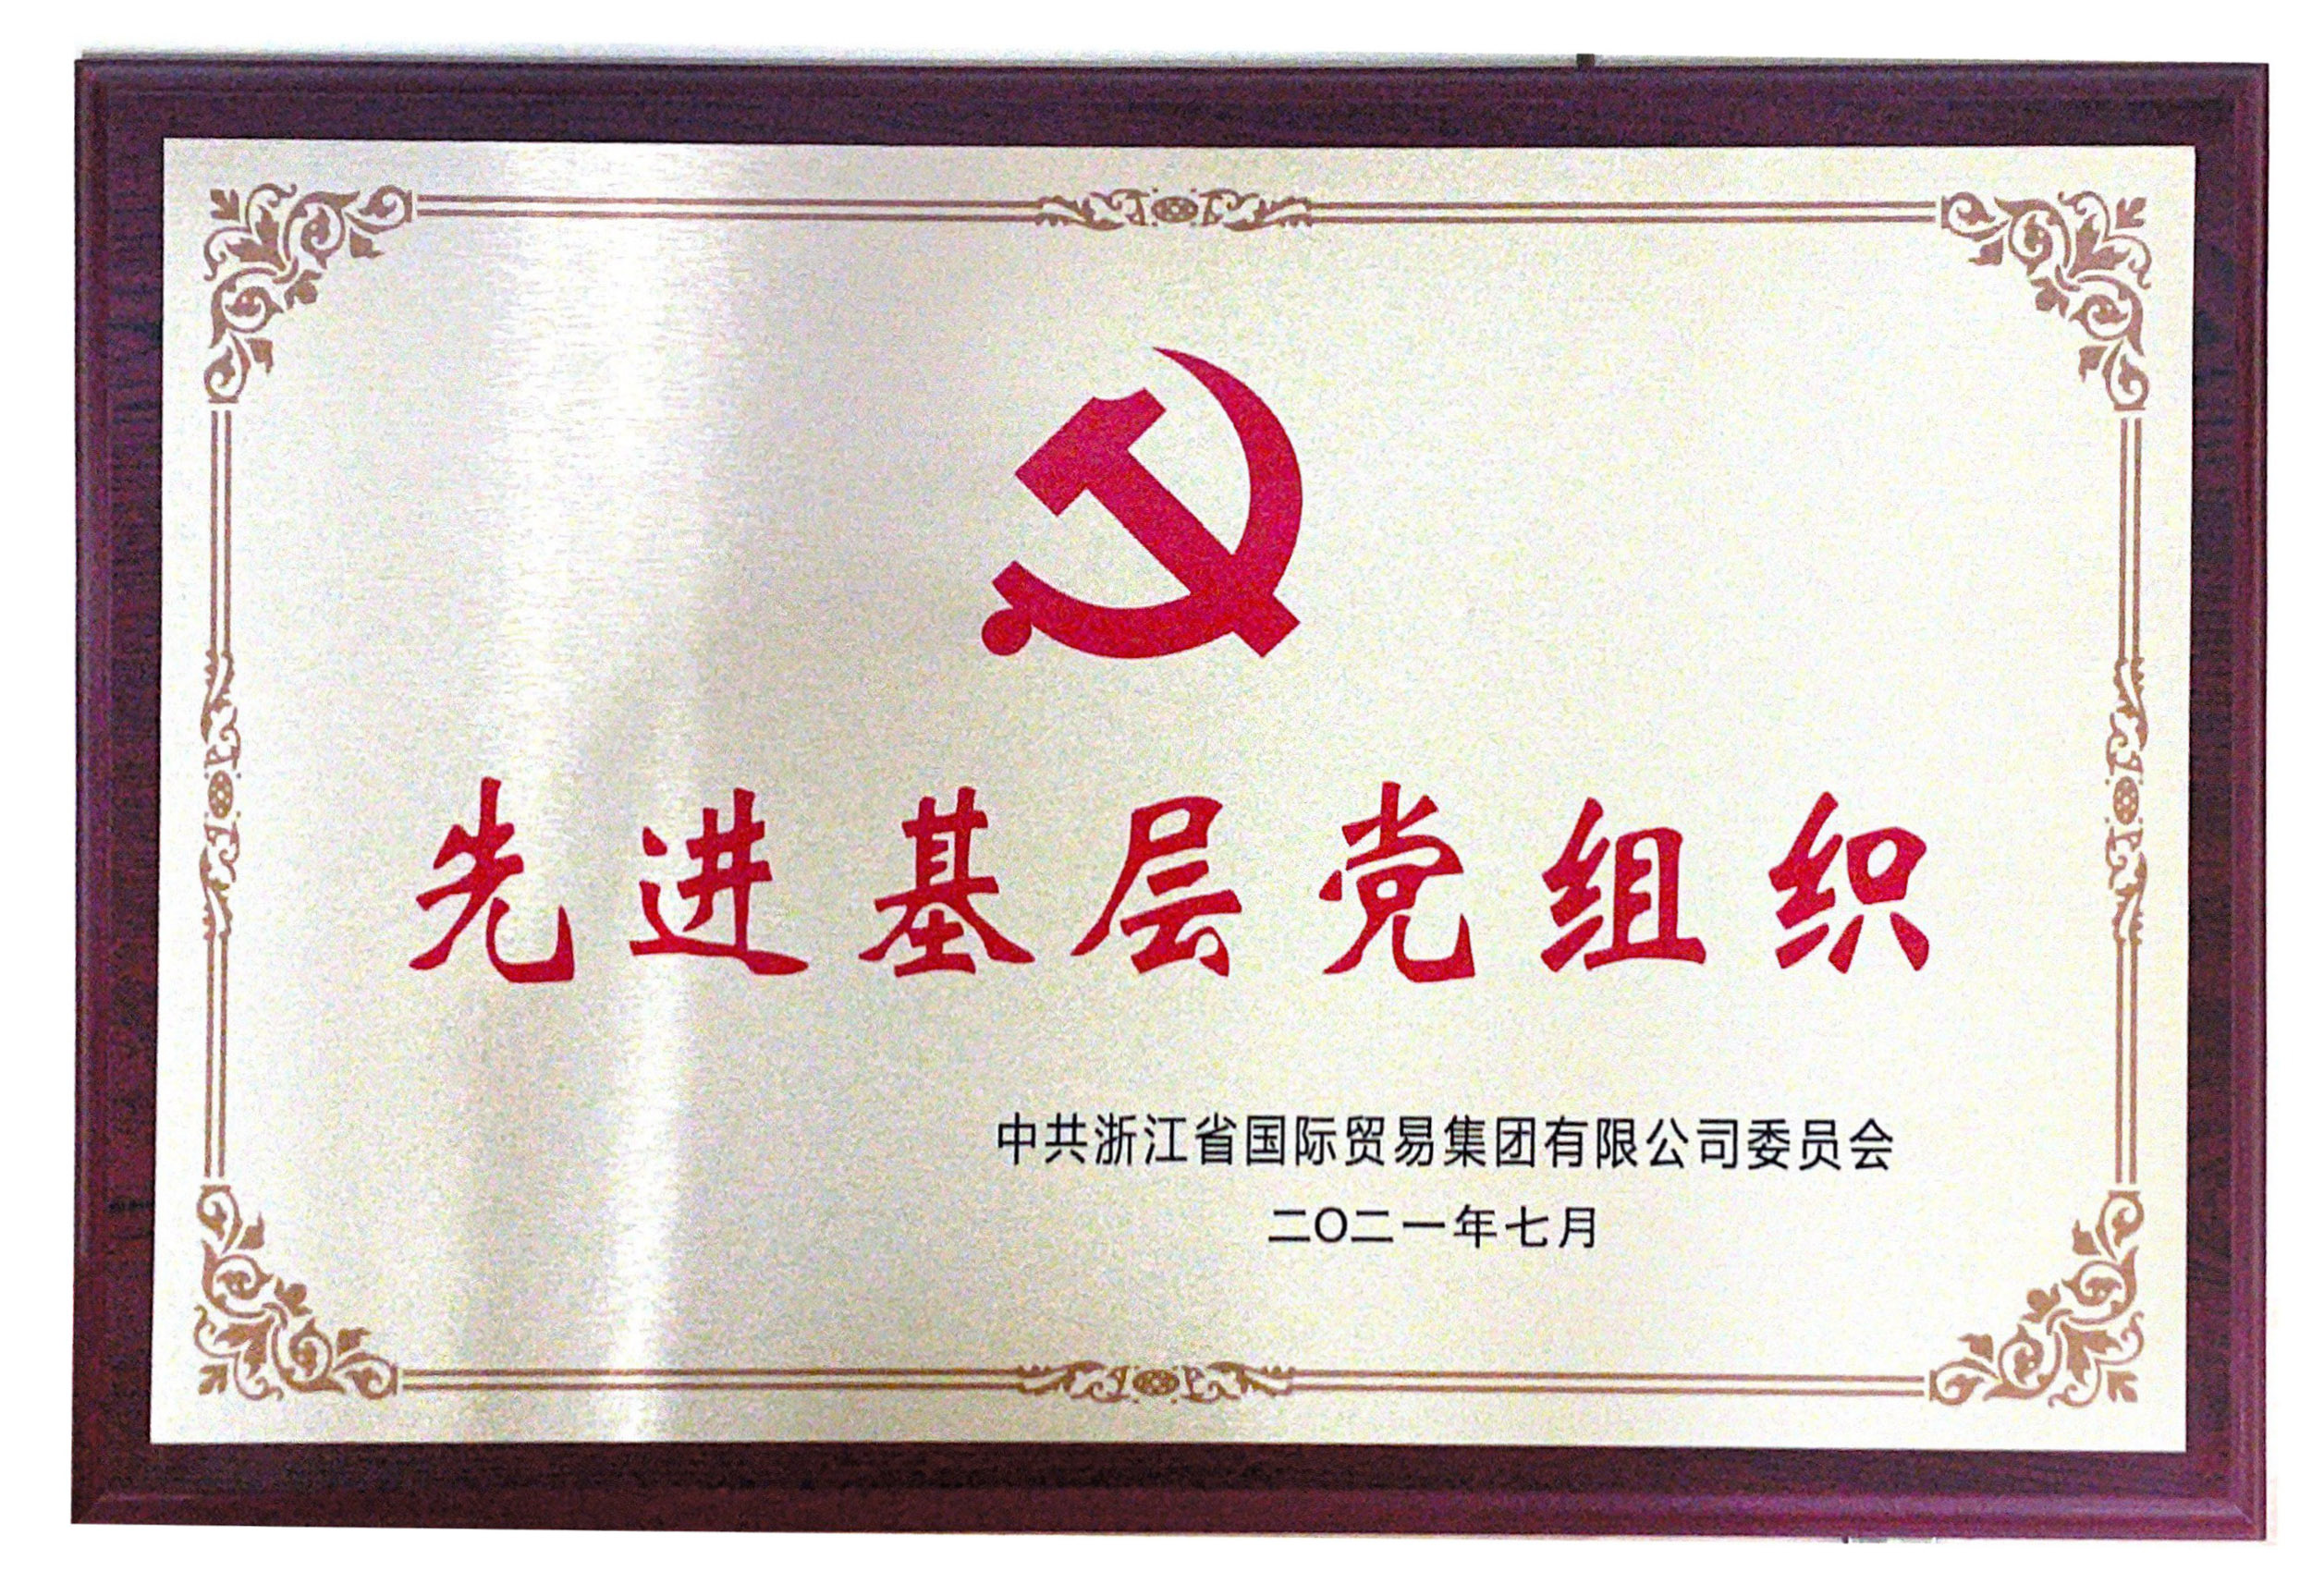 先进基层党组织
中共浙江省国际贸易集团有限公司委员会
二〇二一年七月